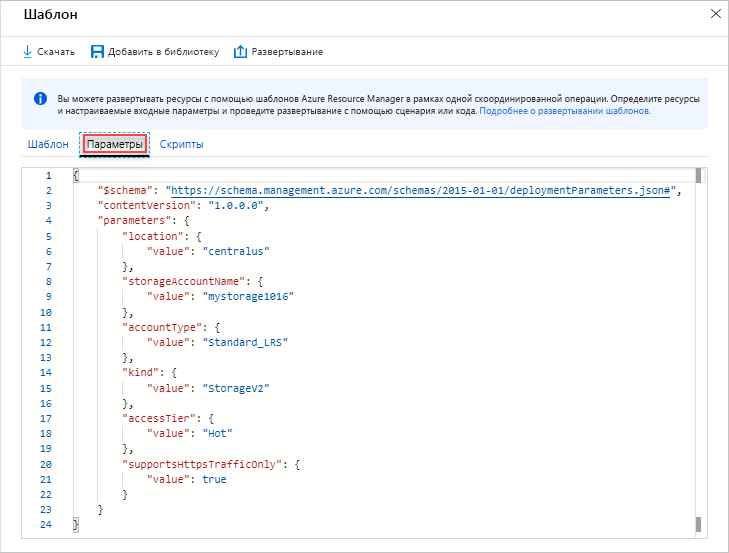 Шаблон
Скачать Добавить в библиотеку Развертывание
Вы можете развертывать ресурсы с помощью шаблонов Azure Resource Manager в рамках одной скоординированной операции. Определите ресурсы
и настраиваемые входные параметры и проведите развертывание с помощью сценария или кода. Подробнее о развертывании шаблонов.
Шаблон Параметры Скрипты
1 {
2 "$schema": "https://schema.management.azure.com/schemas/2015-01-01/deploymentParameters.json#",
3 "contentVersion": "1.0.0.0",
4 "parameters": {
5 "location": {
6 "value": "centralus"
7 },
8 "storageAccountName": {
9 "value": "mystorage1016"
10 },
11 "accountType": {
12 "value": "Standard_LRS"
13 },
14 "kind": {
15 "value": "StorageV2"
16 },
17 "accessTier": {
18 "value": "Hot"
19 },
20 "supportsHttpsTrafficOnly": {
21 "value": true
22 }
23 }
24 }